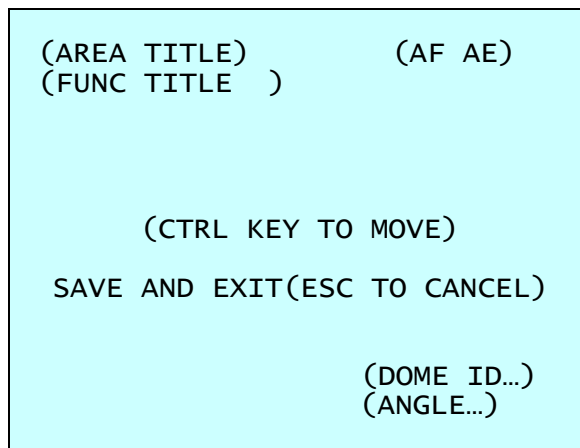 (AREA TITLE) (AF AE)
(FUNC TITLE )
(CTRL KEY TO MOVE)
SAVE AND EXIT(ESC TO CANCEL)
(DOME ID…)
(ANGLE…)